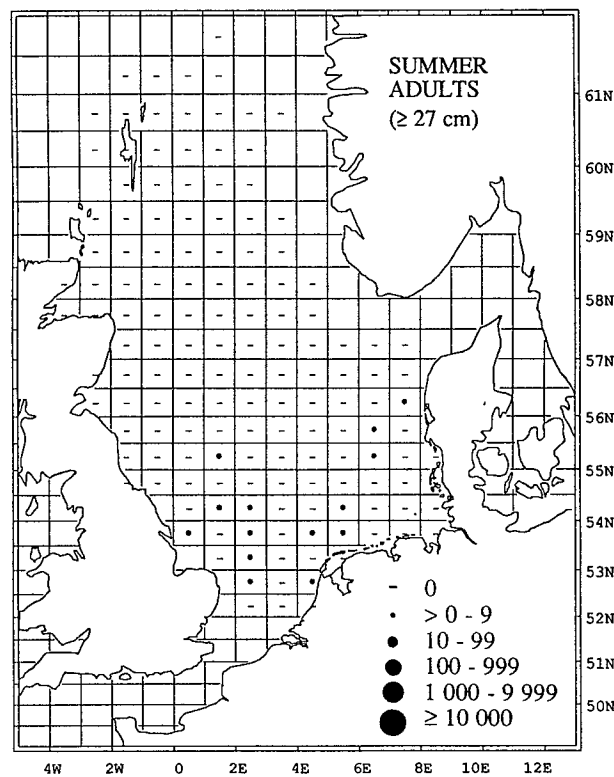 SUMMER
ADULTS
(≥ 27 cm)
61N
60N
59N
58N
57N
56N
55N
54N
53N
52N
51N
50N
- 0
• > 0 - 9
● 10 - 99
● 100 - 999
● 1 000 - 9 999
● ≥ 10 000
4W 2W 0 2E 4E 6E 8E 10E 12E